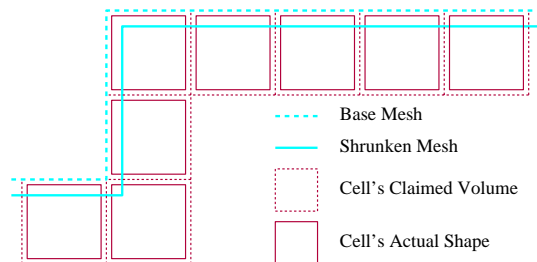 Base Mesh
Shrunken Mesh
Cell's Claimed Volume
Cell's Actual Shape